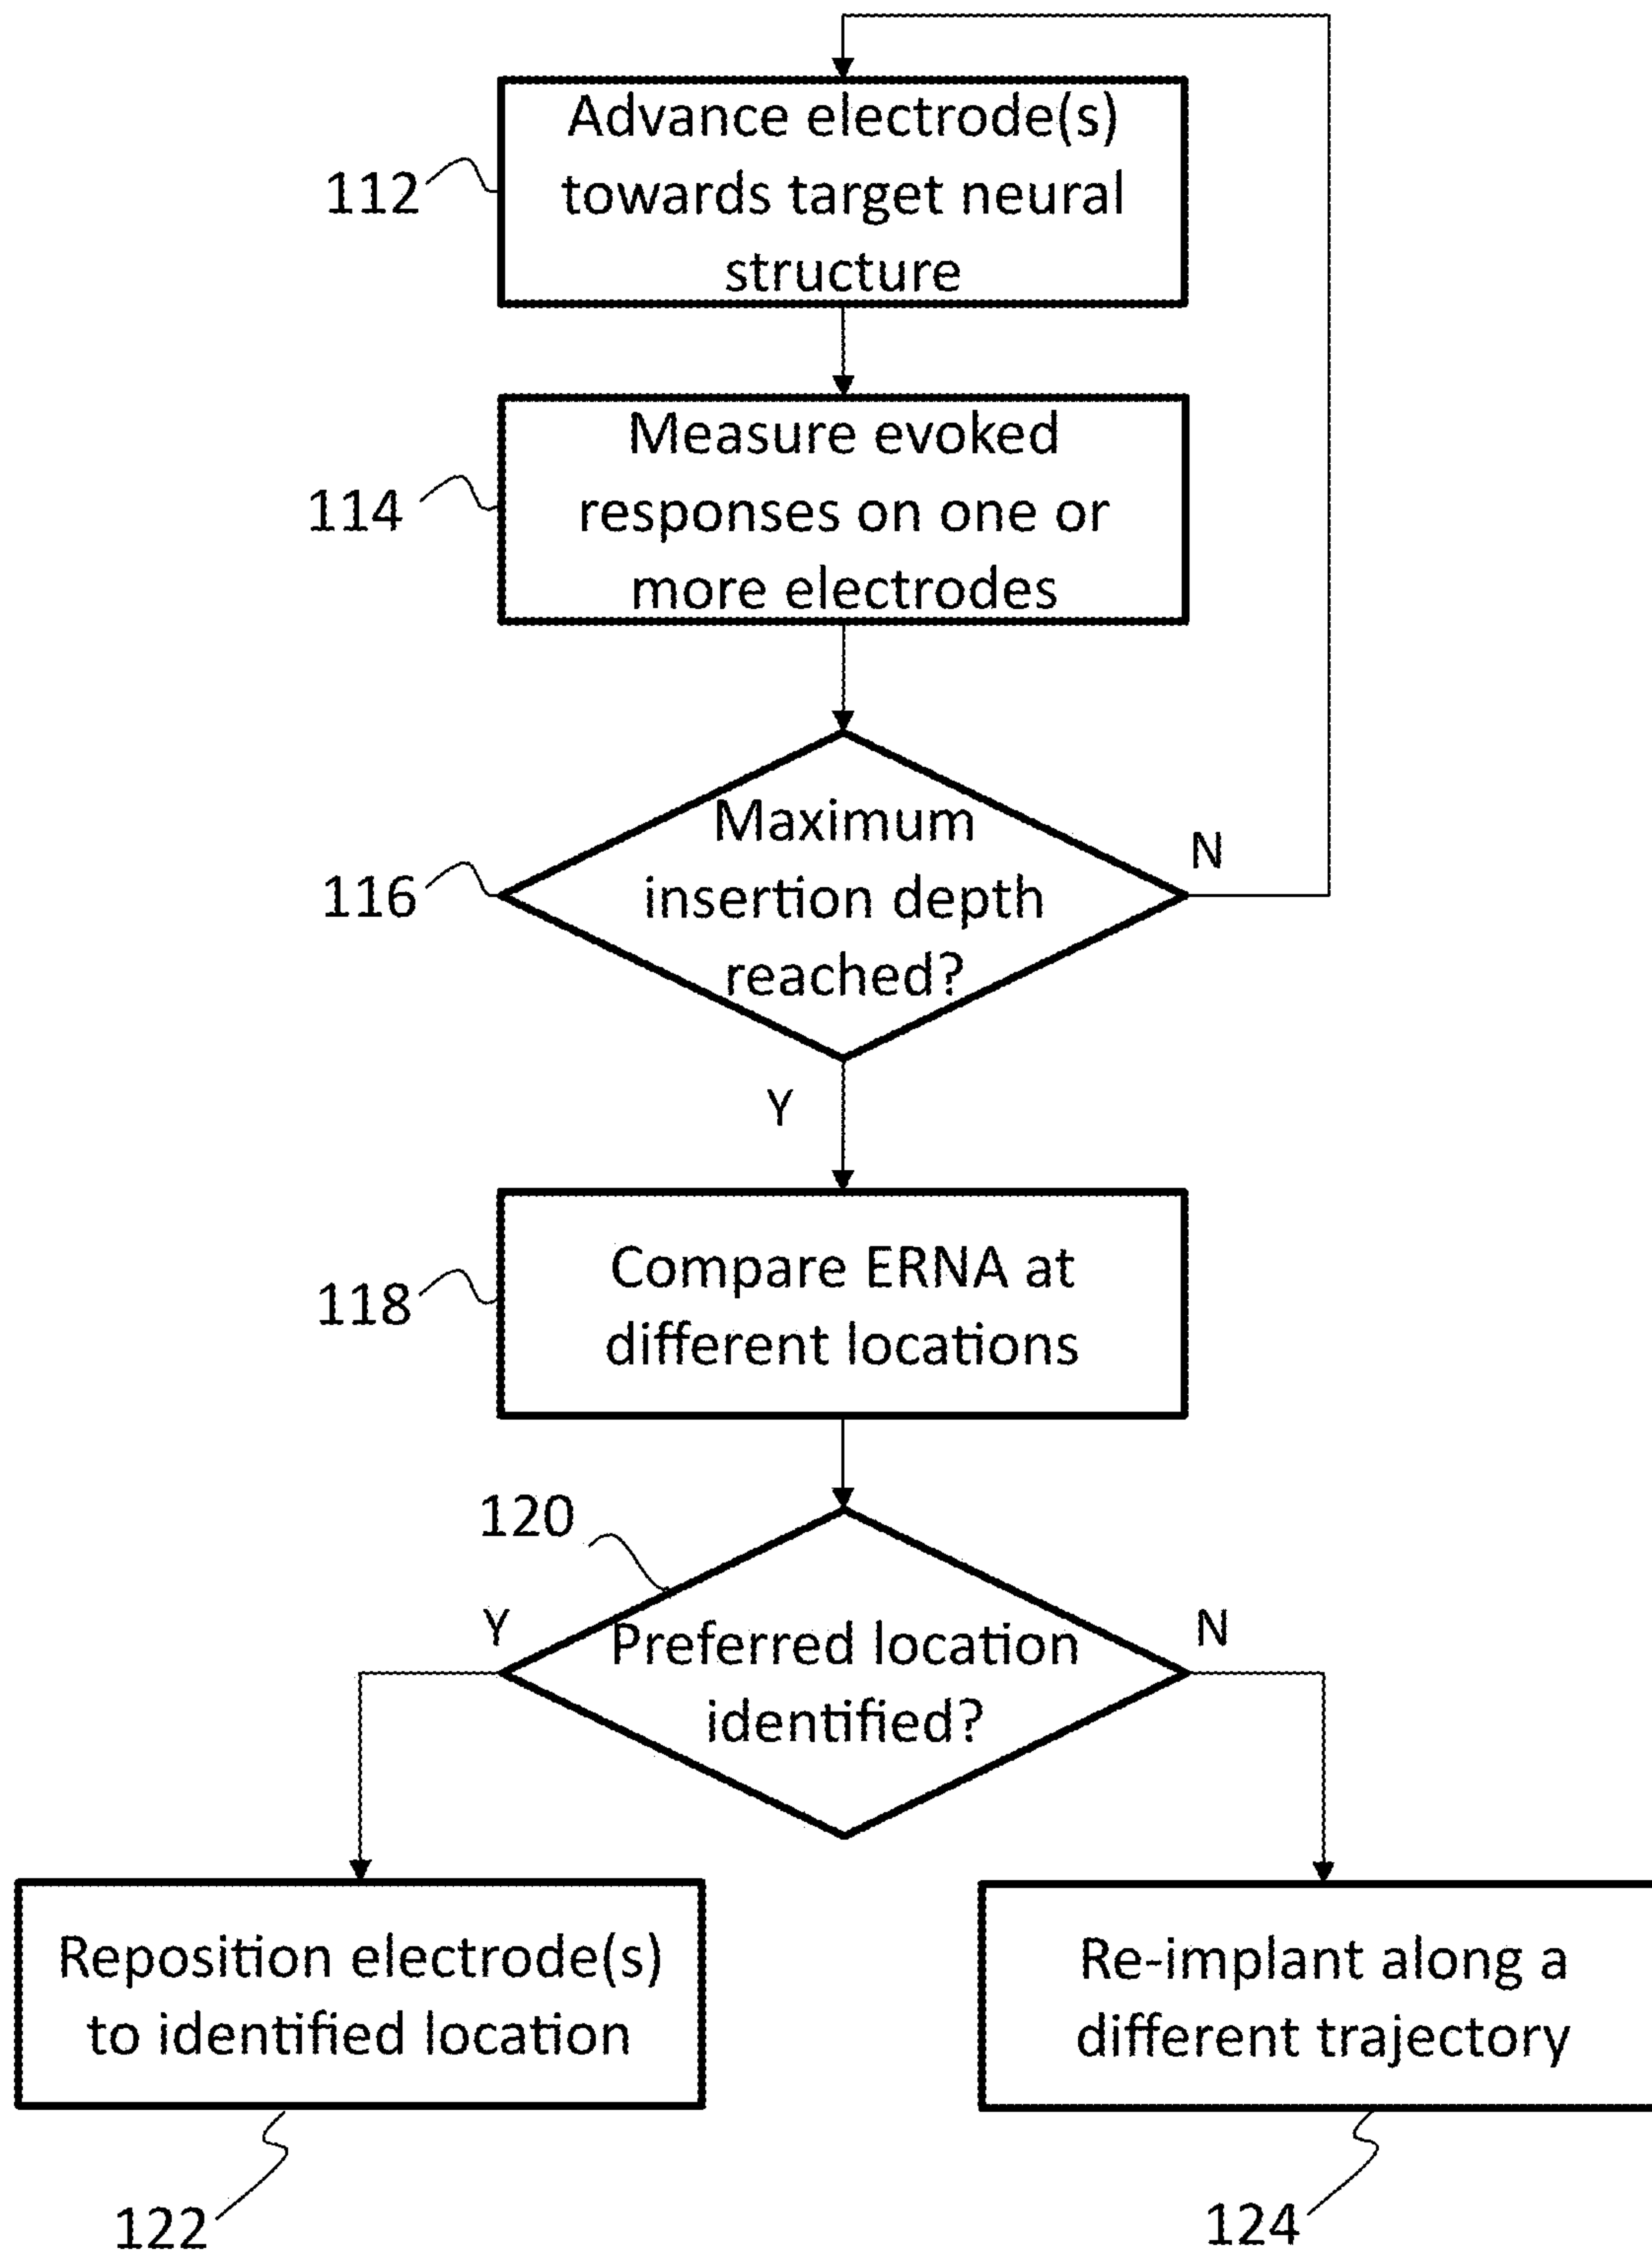 Advance electrode(s)
112
towards target neural
structure
Measure evoked
114
responses on one or
more electrodes
Maximum
N
116
insertion depth
reached?
Y
Compare ERNA at
118
different locations
120
Y
N
Preferred location
identified?
Reposition electrode(s)
to identified location
Re-implant along a
different trajectory
122
124